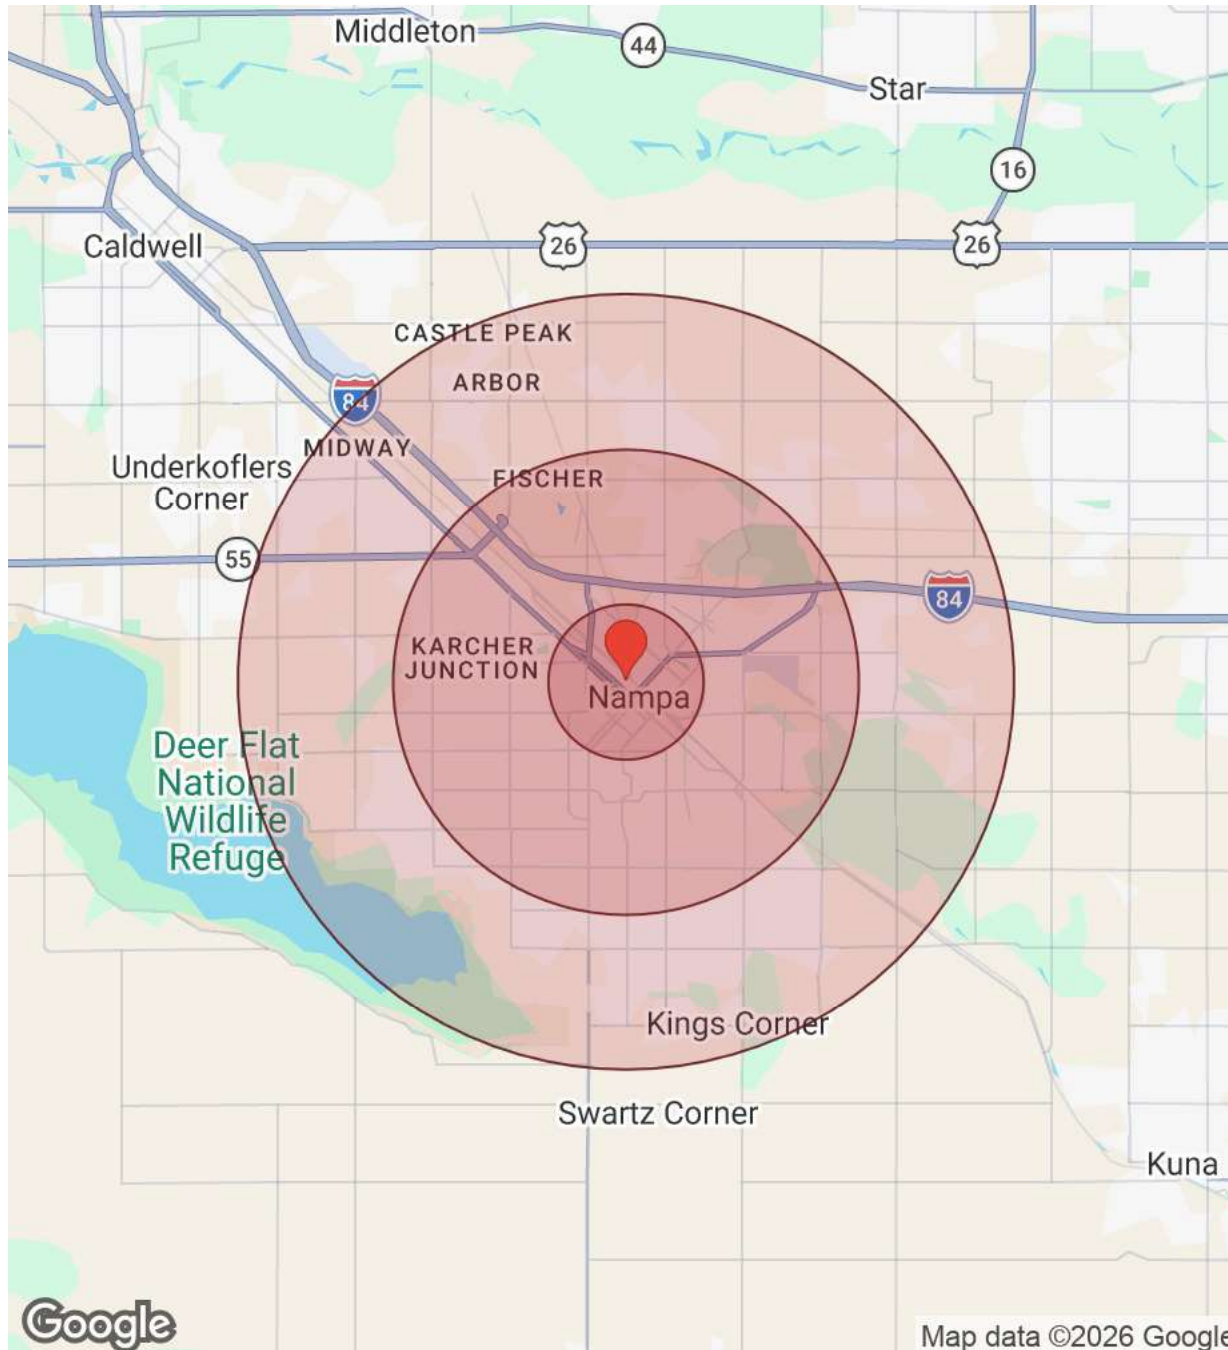 Middleton
44
Star
16
Caldwell
26
26
CASTLE PEAK
ARBOR
84
MIDWAY
Underkoflers
Corner
FISCHER
55
84
KARCHER
JUNCTION
Nampa
Deer Flat
National
Wildlife
Refuge
Kings Corner
Swartz Corner
Kuna
Google
Map data ©2026 Google